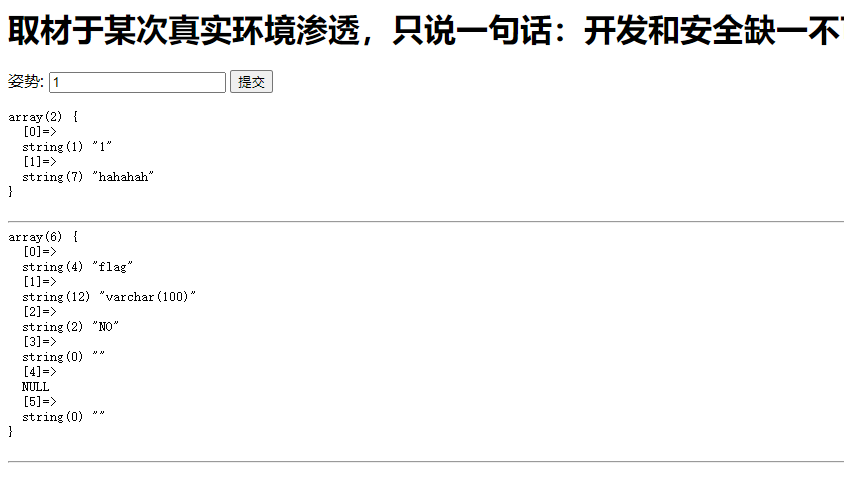 取材于某次真实环境渗透，只说一句话：开发和安全缺一不
姿势: 1 提交
array(2) {
[0]=>
string(1) "1"
[1]=>
string(7) "hahahah"
}
array(6) {
[0]=>
string(4) "flag"
[1]=>
string(12) "varchar(100)"
[2]=>
string(2) "NO"
[3]=>
string(0) ""
[4]=>
NULL
[5]=>
string(0) ""
}